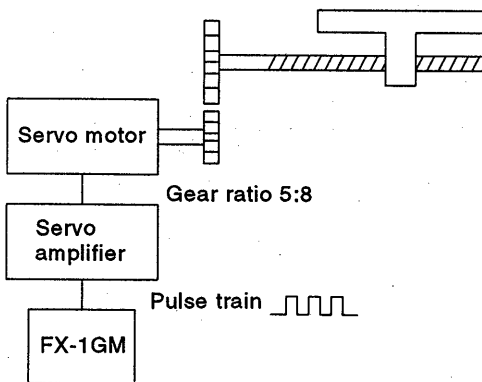 Servo motor
Gear ratio 5:8
Servo
amplifier
Pulse train
FX-1GM